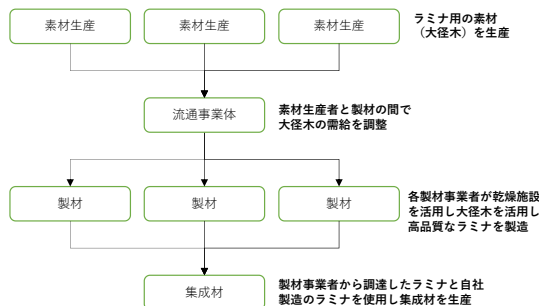 素材生産
素材生産
素材生産
ラミナ用の素材
（大径木）を生産
流通事業体
素材生産者と製材の間で
大径木の需給を調整
製材
製材
製材
各製材事業者が乾燥施設
を活用し大径木を活用し
高品質なラミナを製造
集成材
製材事業者から調達したラミナと自社
製造のラミナを使用し集成材を生産